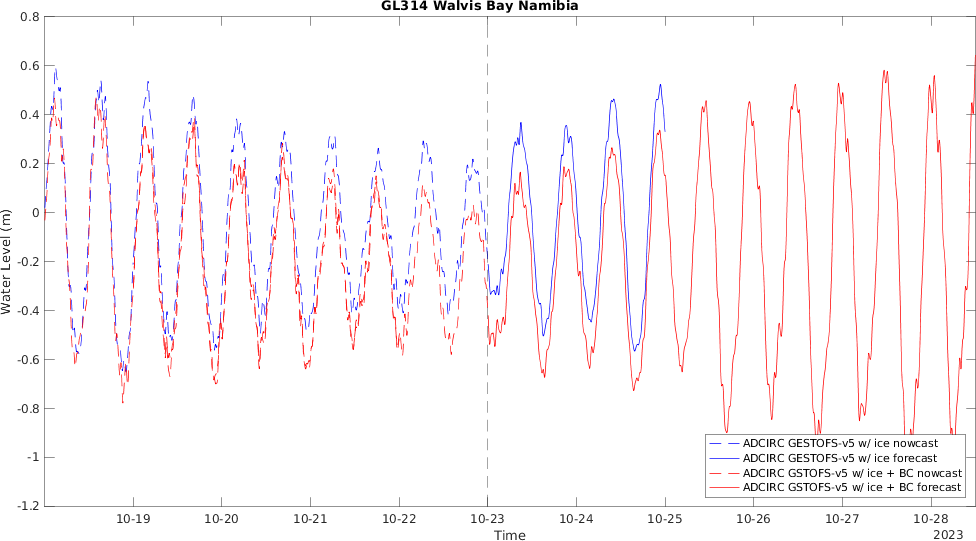 GL314 Walvis Bay Namibia
0.8
0.6
0.4
0.2
0
-0.2
-0.4
-0.6
-0.8
-1
-1.2
Water Level (m)
ADCIRC GESTOFS-v5 w/ ice nowcast
ADCIRC GESTOFS-v5 w/ ice forecast
ADCIRC GSTOFS-v5 w/ ice + BC nowcast
ADCIRC GSTOFS-v5 w/ ice + BC forecast
10-19 10-20 10-21 10-22 10-23 10-24 10-25 10-26 10-27 10-28
Time
2023